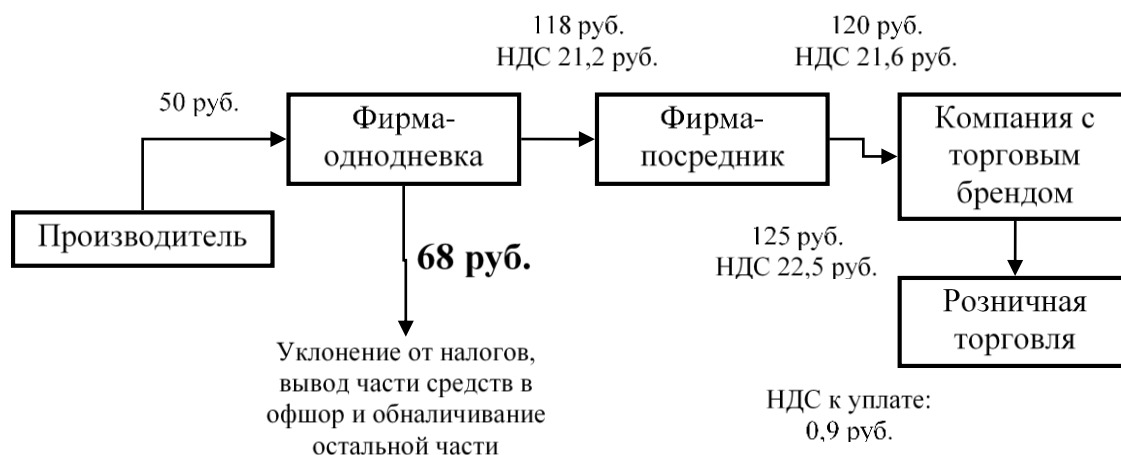 118 руб.
НДС 21,2 руб.
120 руб.
НДС 21,6 руб.
50 руб.
Фирма-
однодневка
Фирма-
посредник
Компания с
торговым
брендом
Производитель
68 руб.
125 руб.
НДС 22,5 руб.
Розничная
торговля
Уклонение от налогов,
вывод части средств в
офшор и обналичивание
остальной части
НДС к уплате:
0,9 руб.